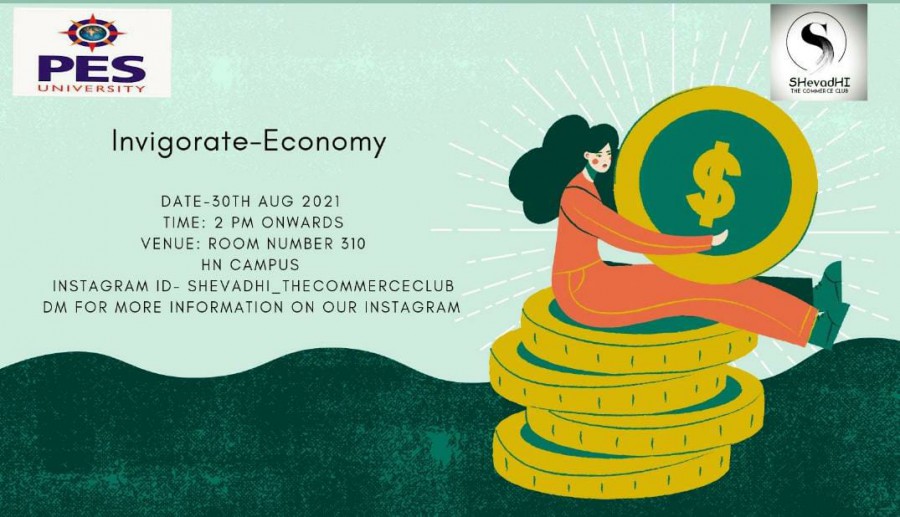 PES
UNIVERSITY
S
SHevadHI
THE COMMERCE CLUB
Invigorate-Economy
DATE-30TH AUG 2021
TIME: 2 PM ONWARDS
VENUE: ROOM NUMBER 310
HN CAMPUS
INSTAGRAM ID- SHEVADHI_THECOMMERCECLUB
DM FOR MORE INFORMATION ON OUR INSTAGRAM
$